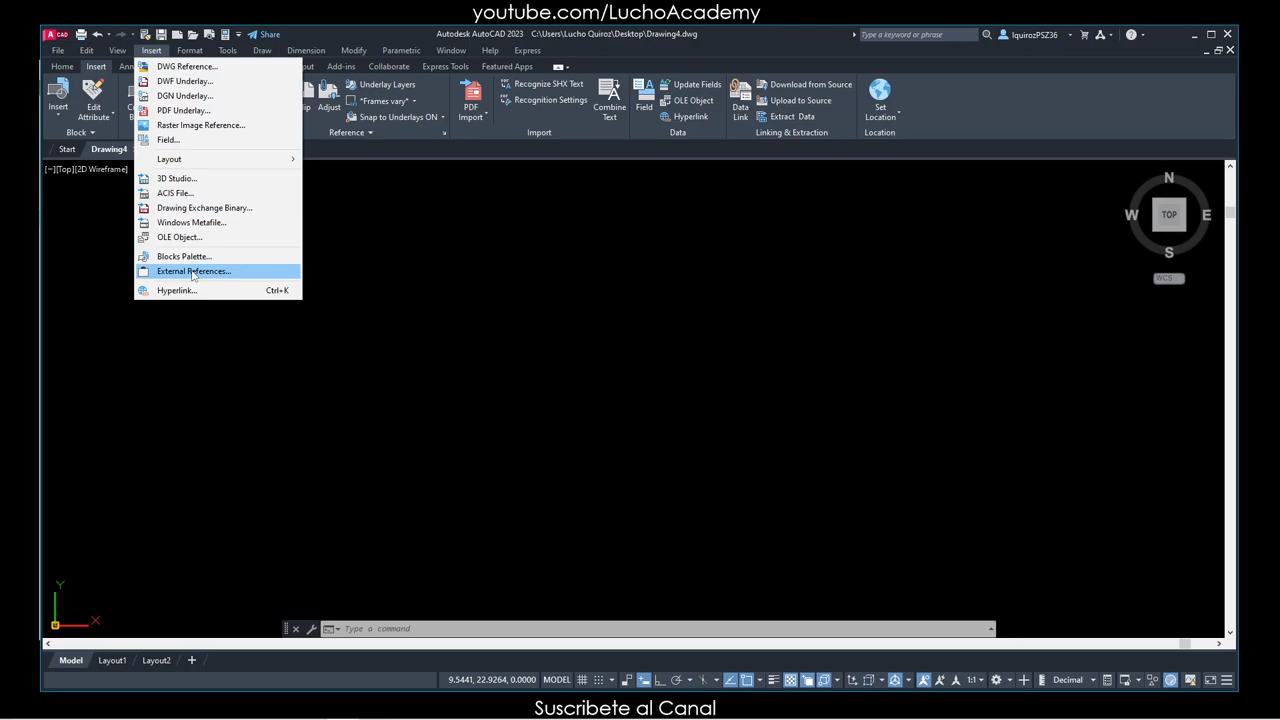 youtube.com/LuchoAcademy
CAD
Share
Autodesk AutoCAD 2023 C:\Users\Lucho Quiroz\Desktop\Drawing4.dwg
Type a keyword or phrase
lquirozPSZ36
File Edit View Insert Format Tools Draw Dimension Modify Parametric Window Help Express
Home Insert Add-ins Collaborate Express Tools Featured Apps
DWG Reference...
DWF Underlay...
DGN Underlay...
PDF Underlay...
Raster Image Reference...
Field...
Layout
3D Studio...
ACIS File...
Drawing Exchange Binary...
Windows Metafile...
OLE Object...
Blocks Palette...
External References...
Hyperlink... Ctrl+K
Insert
Edit
Attribute
Block
Adjust
Underlay Layers
*Frames vary*
Snap to Underlays ON
Reference
PDF
Import
Recognize SHX Text
Recognition Settings
Combine
Text
Import
Field
Update Fields
OLE Object
Hyperlink
Data
Data
Link
Download from Source
Upload to Source
Extract Data
Linking & Extraction
Set
Location
Location
Start Drawing4
[−][Top][2D Wireframe]
N
W TOP E
S
WCS
Y
X
Type a command
Model Layout1 Layout2
9.5441, 22.9264, 0.0000 MODEL
1:1
Decimal
Suscribete al Canal